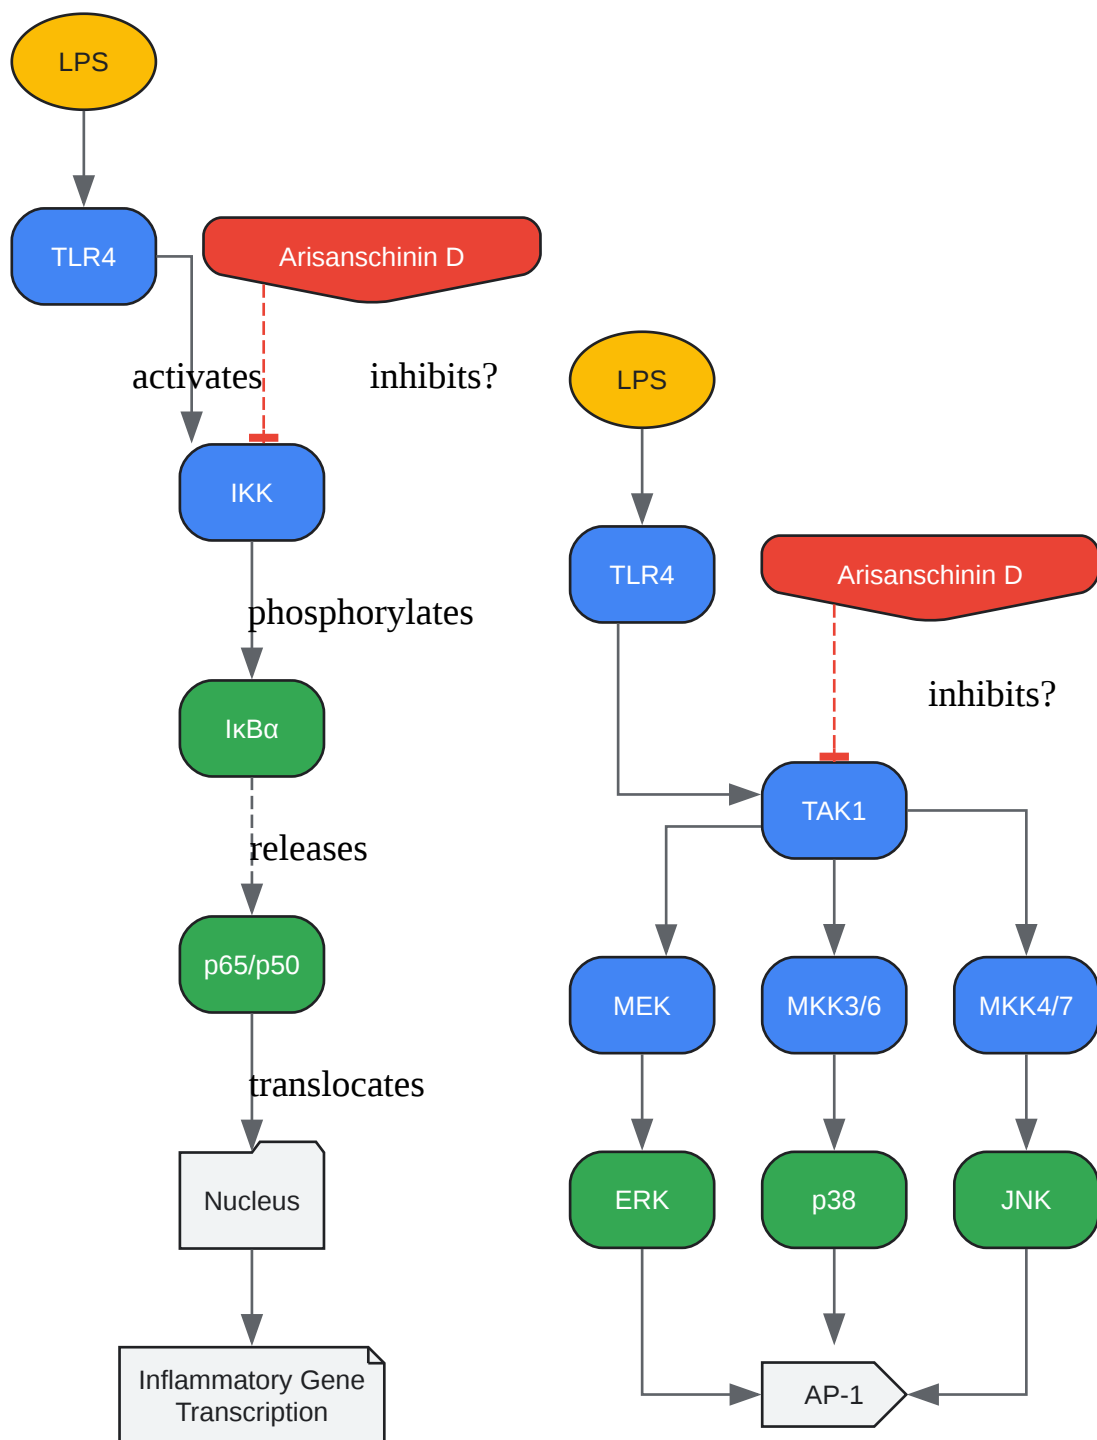 LPS
TLR4
Arisanschinin D
activates
inhibits?
IKK
phosphorylates
IκBα
releases
p65/p50
translocates
Nucleus
Inflammatory Gene
Transcription
LPS
TLR4
Arisanschinin D
inhibits?
TAK1
MEK
MKK3/6
MKK4/7
ERK
p38
JNK
AP-1